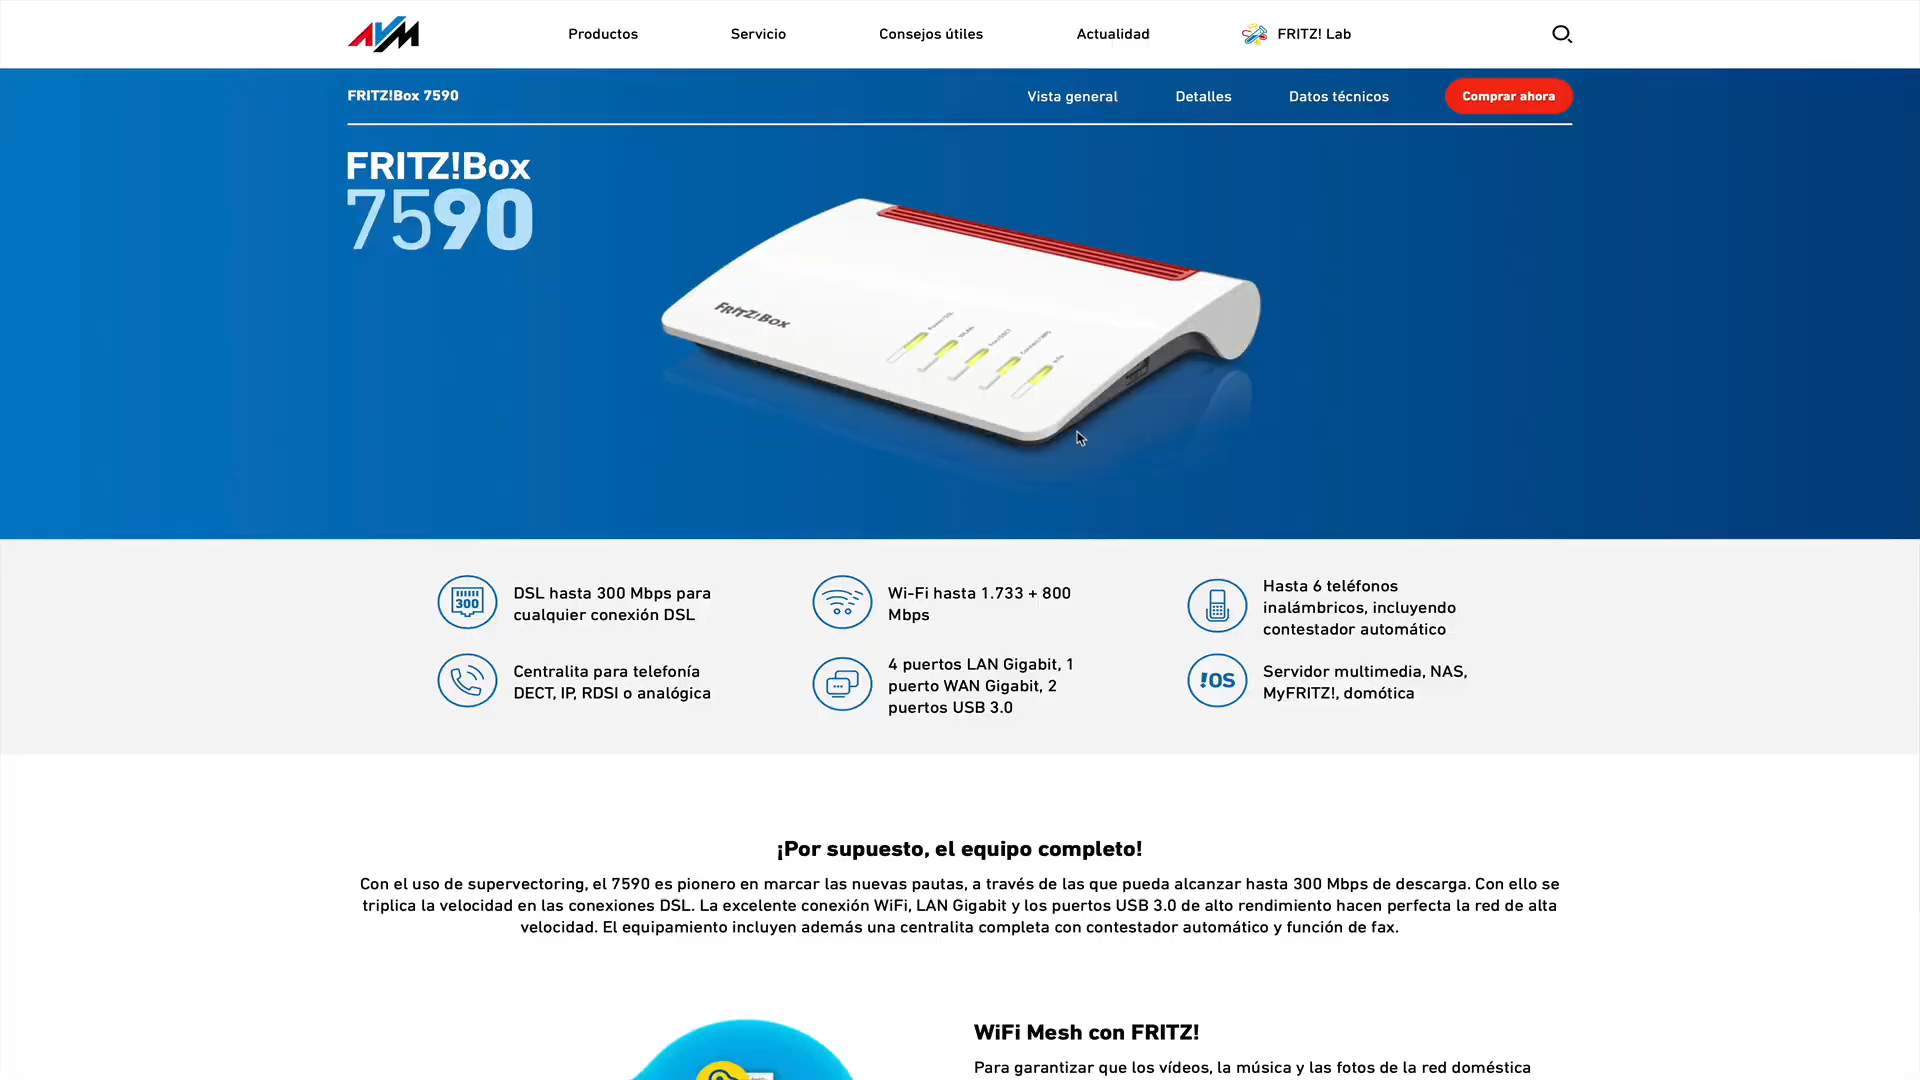 AVM
Productos
Servicio
Consejos útiles
Actualidad
FRITZ! Lab
FRITZ!Box 7590
Vista general
Detalles
Datos técnicos
Comprar ahora
FRITZ!Box
7590
FRITZ!Box
300
DSL hasta 300 Mbps para
cualquier conexión DSL
Wi-Fi hasta 1.733 + 800
Mbps
Hasta 6 teléfonos
inalámbricos, incluyendo
contestador automático
Centralita para telefonía
DECT, IP, RDSI o analógica
4 puertos LAN Gigabit, 1
puerto WAN Gigabit, 2
puertos USB 3.0
!OS
Servidor multimedia, NAS,
MyFRITZ!, domótica
¡Por supuesto, el equipo completo!
Con el uso de supervectoring, el 7590 es pionero en marcar las nuevas pautas, a través de las que pueda alcanzar hasta 300 Mbps de descarga. Con ello se
triplica la velocidad en las conexiones DSL. La excelente conexión WiFi, LAN Gigabit y los puertos USB 3.0 de alto rendimiento hacen perfecta la red de alta
velocidad. El equipamiento incluyen además una centralita completa con contestador automático y función de fax.
WiFi Mesh con FRITZ!
Para garantizar que los vídeos, la música y las fotos de la red doméstica